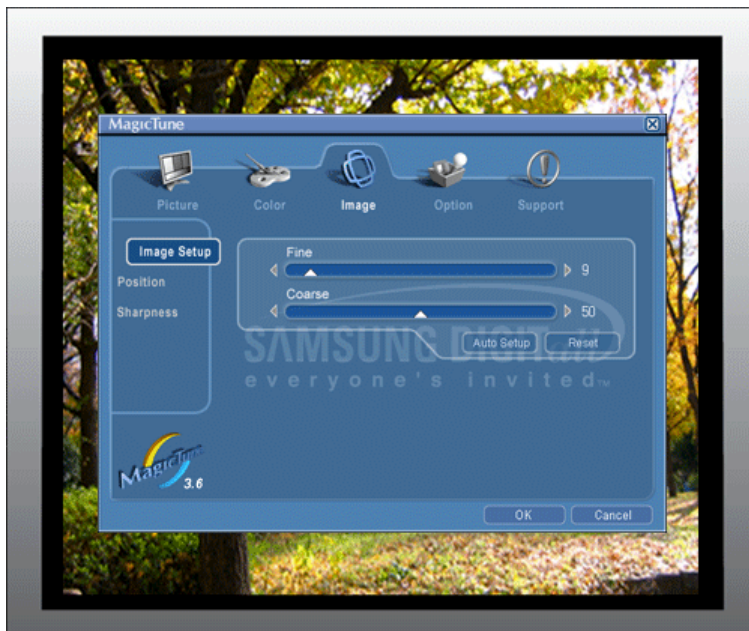 MagicTune
Picture Color Image Option Support
Image Setup
Position
Sharpness
Fine
9
Coarse
50
Auto Setup Reset
SAMSUNG DIGITall
everyone's invited™
MagicTune
3.6
OK Cancel